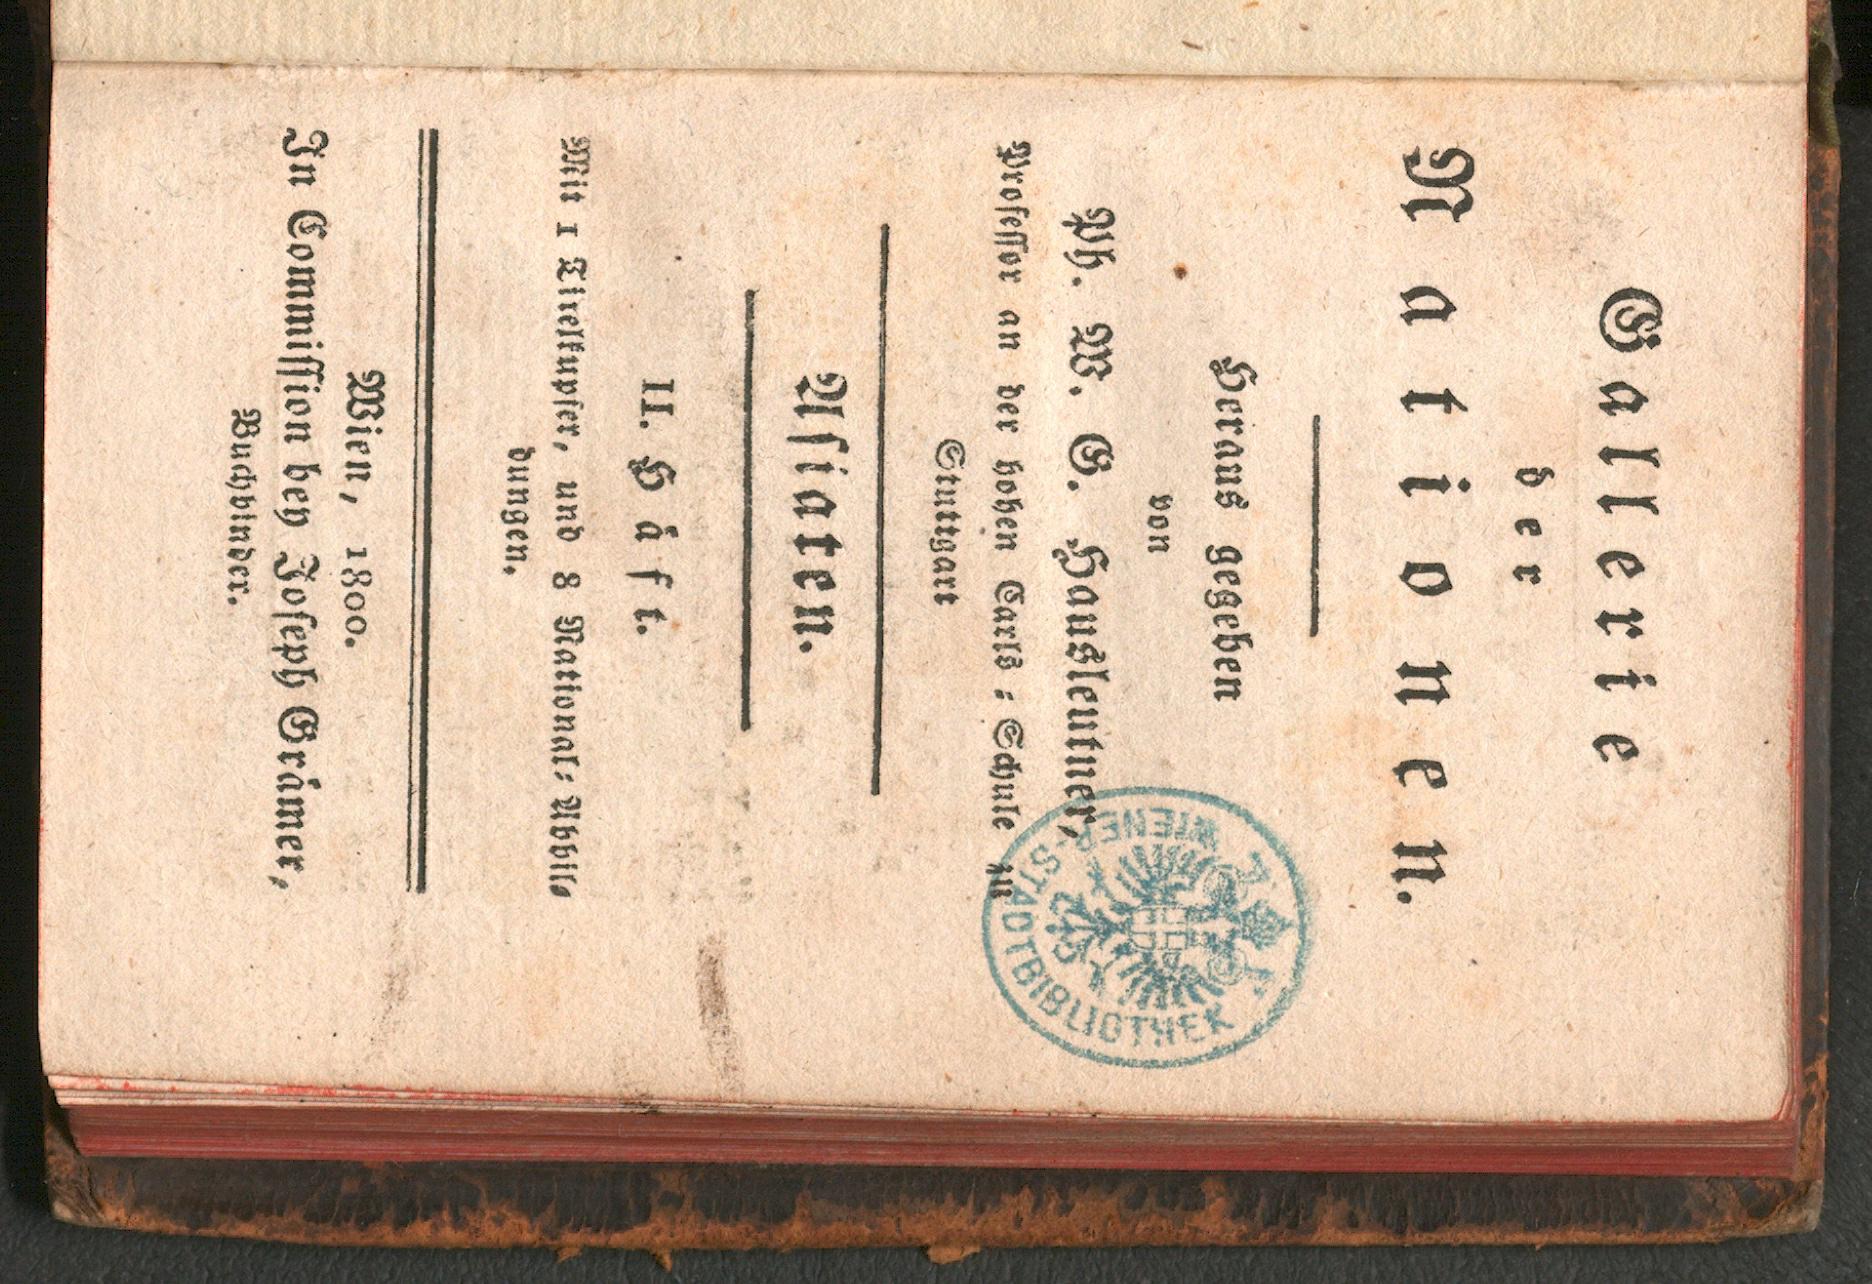 Gallerie
der
Nationen.
Heraus gegeben
von
Ph. W. G. Hausleutner,
Professor an der hohen Carls-Schule zu
Stuttgart
Asiaten.
II. Häft.
Mit 1 Titelkupfer, und 8 National-Abbil-
dungen.
Wien, 1800.
In Commission bey Joseph Grämer,
Buchbinder.
WIENER-STADTBIBLIOTHEK